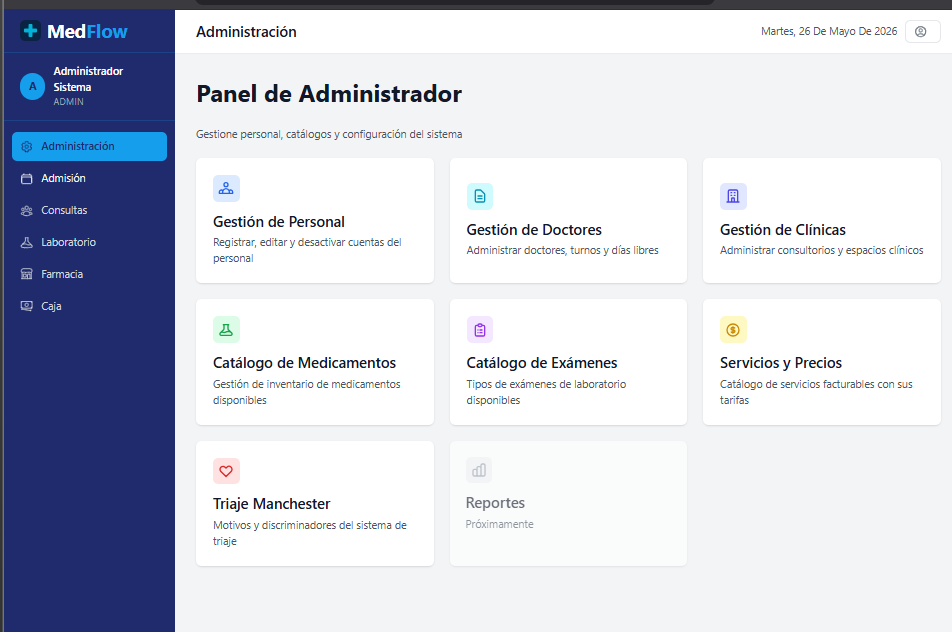 MedFlow
Administración
Martes, 26 De Mayo De 2026
A
Administrador
Sistema
ADMIN
Administración
Admisión
Consultas
Laboratorio
Farmacia
Caja
Panel de Administrador
Gestione personal, catálogos y configuración del sistema
Gestión de Personal
Registrar, editar y desactivar cuentas del
personal
Gestión de Doctores
Administrar doctores, turnos y días libres
Gestión de Clínicas
Administrar consultorios y espacios clínicos
Catálogo de Medicamentos
Gestión de inventario de medicamentos
disponibles
Catálogo de Exámenes
Tipos de exámenes de laboratorio
disponibles
Servicios y Precios
Catálogo de servicios facturables con sus
tarifas
Triaje Manchester
Motivos y discriminadores del sistema de
triaje
Reportes
Próximamente